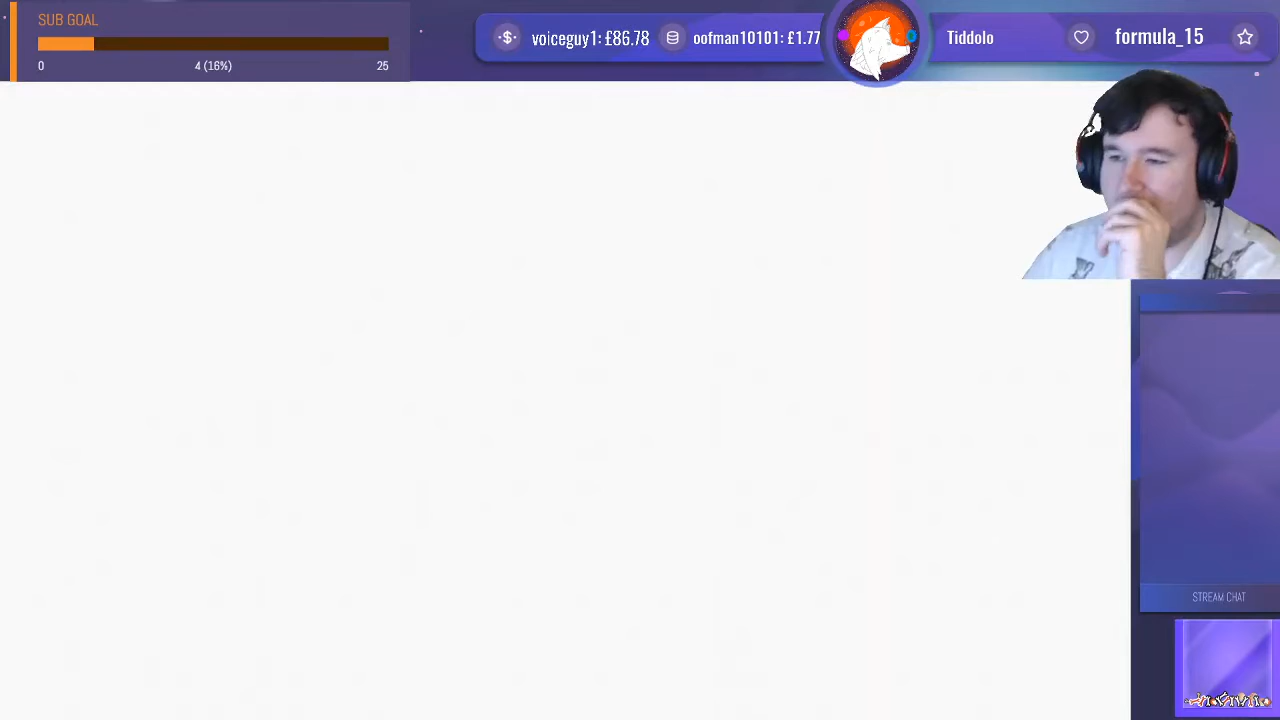 SUB GOAL
0 4 (16%) 25
voiceguy1: £86.78 oofman10101: £1.77 Tiddolo formula_15
STREAM CHAT